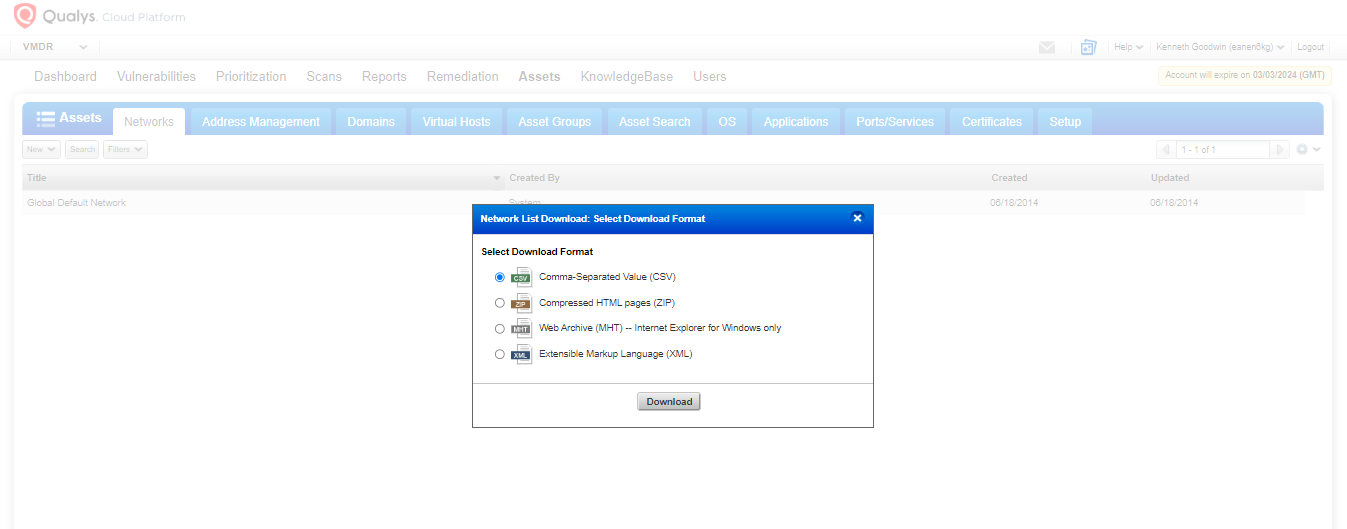 Qualys. Cloud Platform
VMDR
Help Kenneth Goodwin (eanen6kg) Logout
Dashboard Vulnerabilities Prioritization Scans Reports Remediation Assets KnowledgeBase Users
Account will expire on 03/03/2024 (GMT)
Assets Networks Address Management Domains Virtual Hosts Asset Groups Asset Search OS Applications Ports/Services Certificates Setup
New Search Filters 1 - 1 of 1
Title Created By Created Updated
Global Default Network System 06/18/2014 06/18/2014
Network List Download: Select Download Format
Select Download Format
CSV Comma-Separated Value (CSV)
ZIP Compressed HTML pages (ZIP)
MHT Web Archive (MHT) -- Internet Explorer for Windows only
XML Extensible Markup Language (XML)
Download